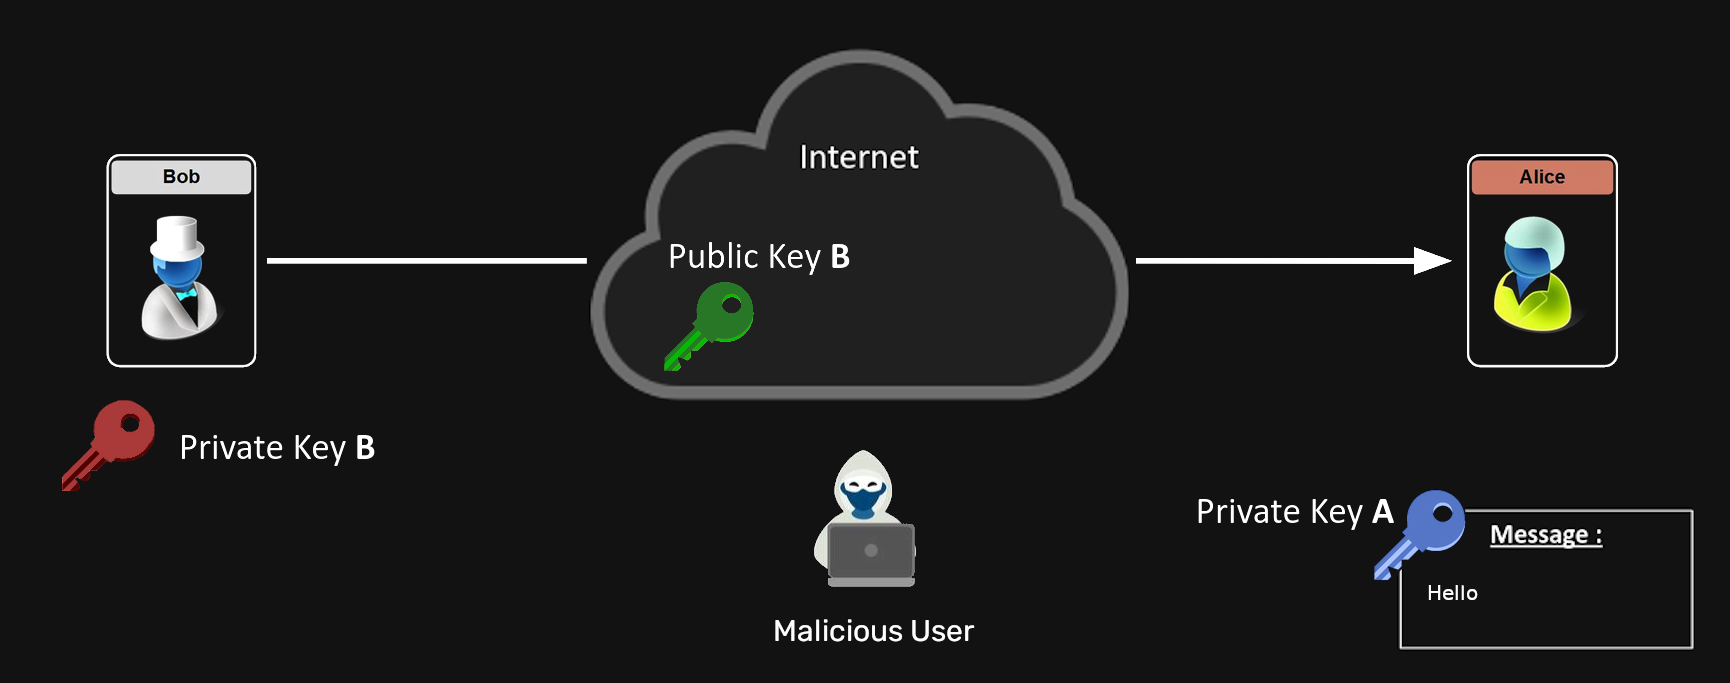 Internet
Bob
Alice
Public Key B
Private Key B
Private Key A
Message :
Hello
Malicious User